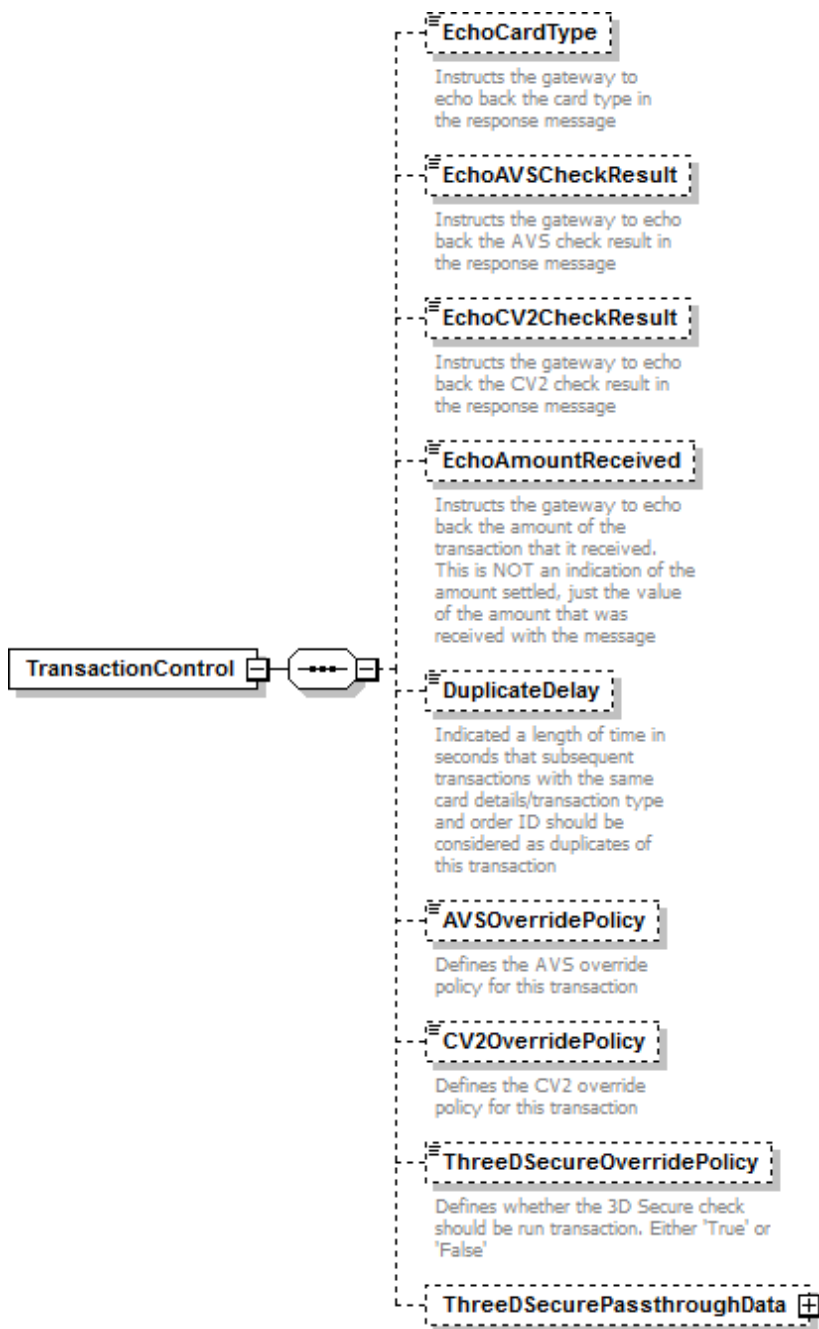 EchoCardType
Instructs the gateway to
echo back the card type in
the response message
EchoAVSCheckResult
Instructs the gateway to echo
back the AVS check result in
the response message
EchoCV2CheckResult
Instructs the gateway to echo
back the CV2 check result in
the response message
EchoAmountReceived
Instructs the gateway to echo
back the amount of the
transaction that it received.
This is NOT an indication of the
amount settled, just the value
of the amount that was
received with the message
TransactionControl
DuplicateDelay
Indicated a length of time in
seconds that subsequent
transactions with the same
card details/transaction type
and order ID should be
considered as duplicates of
this transaction
AVSOverridePolicy
Defines the AVS override
policy for this transaction
CV2OverridePolicy
Defines the CV2 override
policy for this transaction
ThreeDSecureOverridePolicy
Defines whether the 3D Secure check
should be run transaction. Either 'True' or
'False'
ThreeDSecurePassthroughData